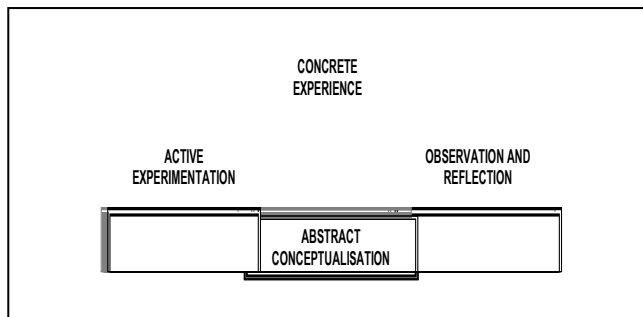 CONCRETE
EXPERIENCE
ACTIVE
EXPERIMENTATION
OBSERVATION AND
REFLECTION
ABSTRACT
CONCEPTUALISATION